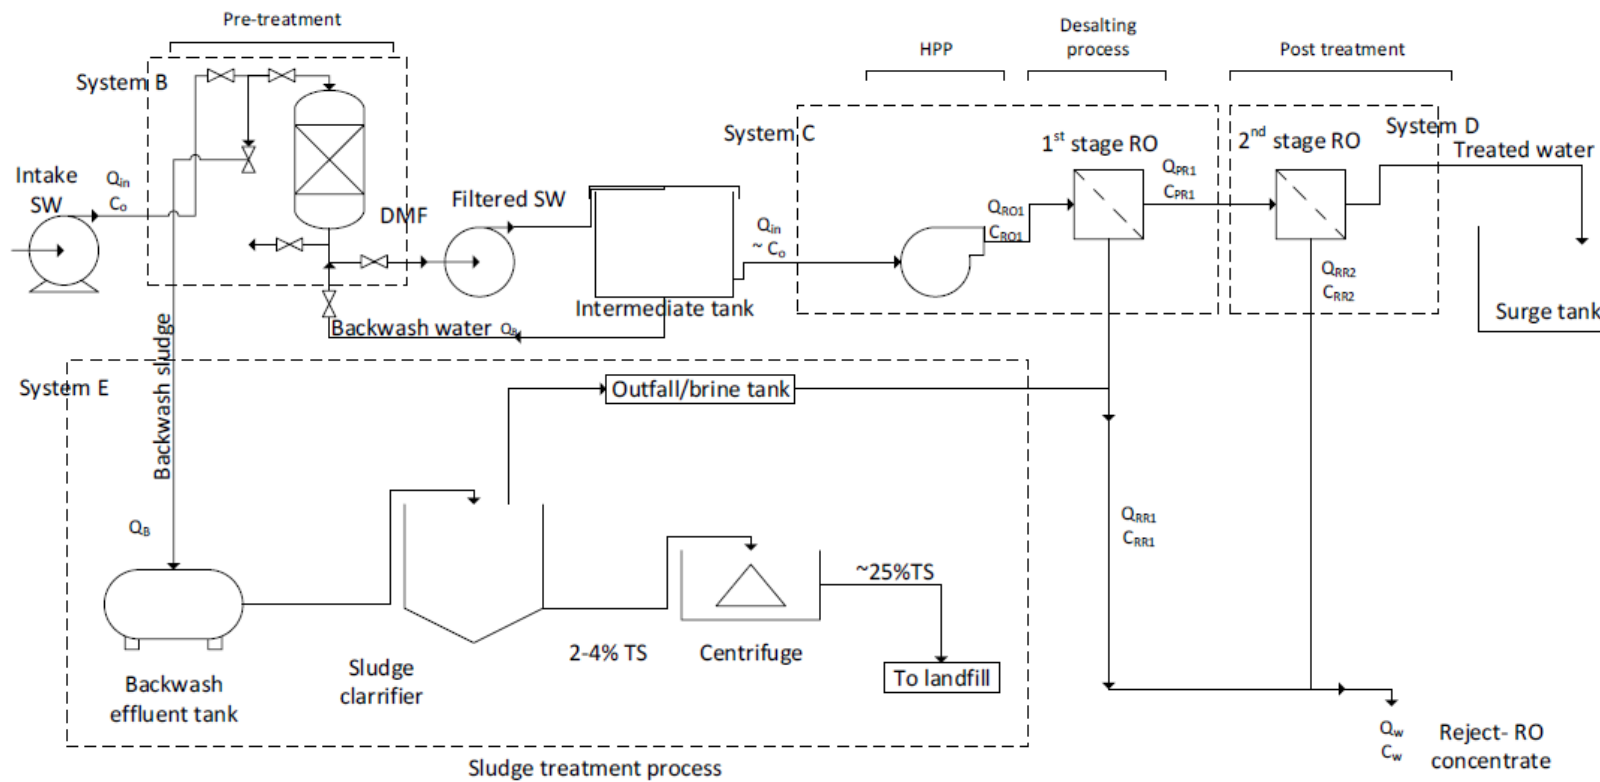 Pre-treatment
Desalting
process
HPP
Post treatment
System B
System C
System D
1st stage RO
2nd stage RO
Treated water
Intake
SW
Qin
Co
DMF
Filtered SW
Qin
~ Co
QRO1
CRO1
QPR1
CPR1
QRR2
CRR2
Surge tank
Intermediate tank
Backwash water QB
Backwash sludge
System E
Outfall/brine tank
QB
QRR1
CRR1
~25%TS
2-4% TS
Centrifuge
To landfill
Sludge
clarrifier
Backwash
effluent tank
Qw
Cw
Reject- RO
concentrate
Sludge treatment process